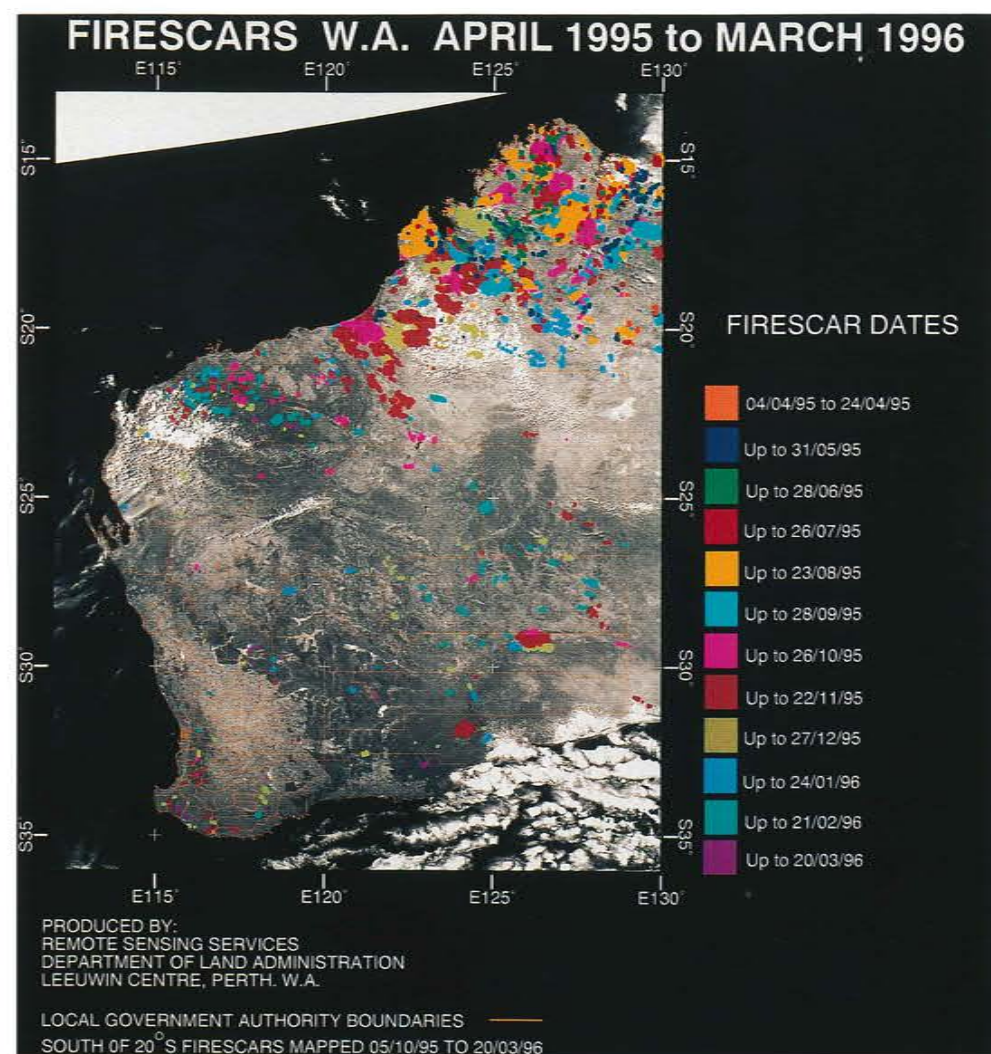 FIRESCARS W.A. APRIL 1995 to MARCH 1996
E115° E120° E125° E130°
S15° S15°
S20° S20°
FIRESCAR DATES
04/04/95 to 24/04/95
Up to 31/05/95
Up to 28/06/95
S25° S25°
Up to 26/07/95
Up to 23/08/95
Up to 28/09/95
Up to 26/10/95
S30° S30°
Up to 22/11/95
Up to 27/12/95
Up to 24/01/96
Up to 21/02/96
S35° S35°
Up to 20/03/96
E115° E120° E125° E130°
PRODUCED BY:
REMOTE SENSING SERVICES
DEPARTMENT OF LAND ADMINISTRATION
LEEUWIN CENTRE, PERTH. W.A.
LOCAL GOVERNMENT AUTHORITY BOUNDARIES
SOUTH 0F 20°S FIRESCARS MAPPED 05/10/95 TO 20/03/96